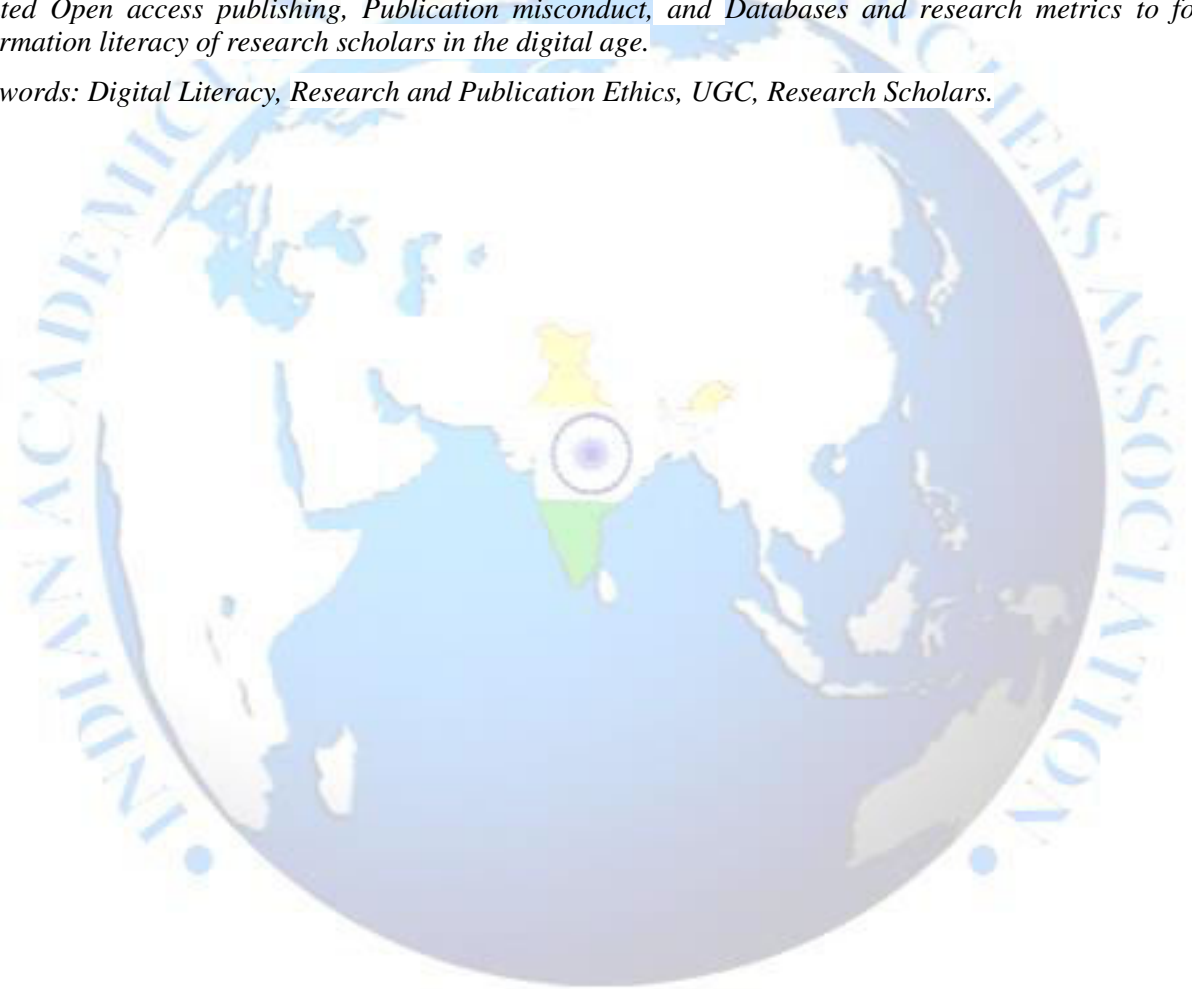 ted Open access publishing, Publication misconduct, and Databases and research metrics to fo
rmation literacy of research scholars in the digital age.
words: Digital Literacy, Research and Publication Ethics, UGC, Research Scholars.
INDIAN ACADEMIC
RCHERS ASSOCIATION